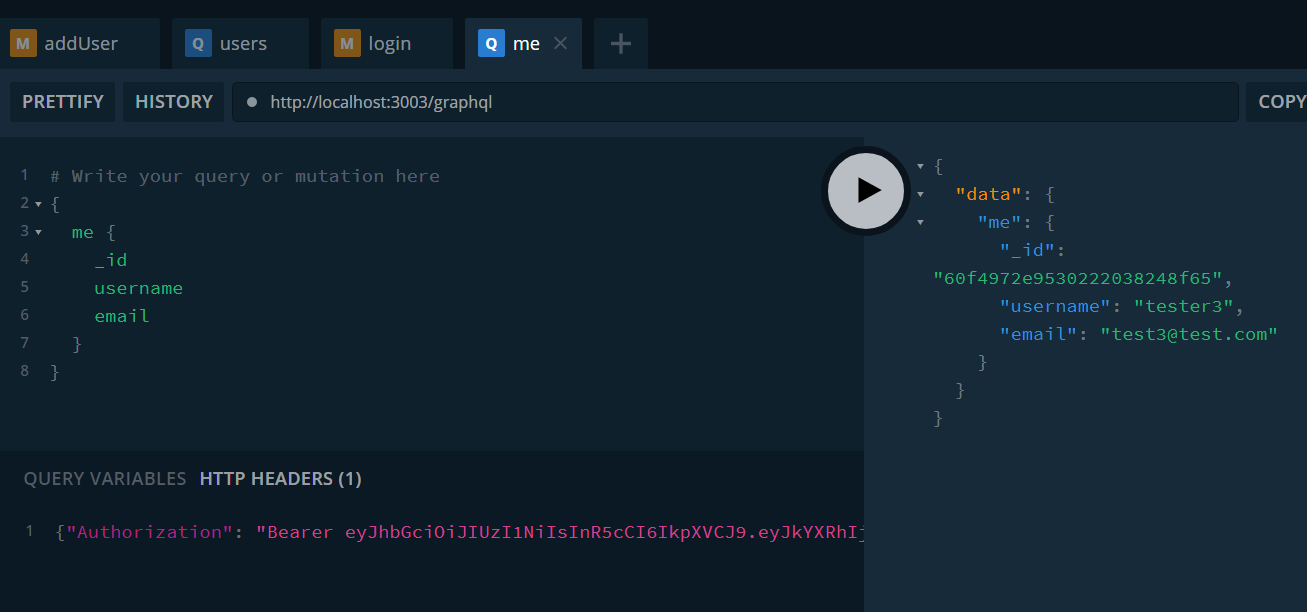 M addUser Q users M login Q me × +
PRETTIFY HISTORY http://localhost:3003/graphql COPY
1 # Write your query or mutation here
2 {
3 me {
4 _id
5 username
6 email
7 }
8 }
{
"data": {
"me": {
"_id":
"60f4972e9530222038248f65",
"username": "tester3",
"email": "test3@test.com"
}
}
}
QUERY VARIABLES HTTP HEADERS (1)
1 {"Authorization": "Bearer eyJhbGciOiJIUzI1NiIsInR5cCI6IkpXVCJ9.eyJkYXRhIj